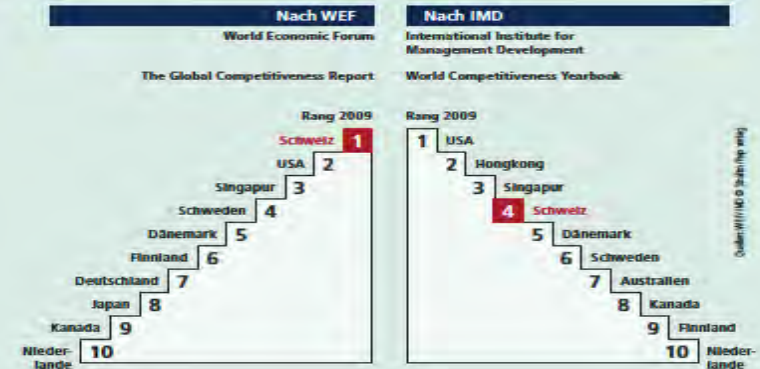 Nach WEF
World Economic Forum
The Global Competitiveness Report
Rang 2009
Schweiz 1
USA 2
Singapur 3
Schweden 4
Dänemark 5
Finnland 6
Deutschland 7
Japan 8
Kanada 9
Nieder- 10
lande
Nach IMD
International Institute for
Management Development
World Competitiveness Yearbook
Rang 2009
1 USA
2 Hongkong
3 Singapur
4 Schweiz
5 Dänemark
6 Schweden
7 Australien
8 Kanada
9 Finnland
10 Nieder-
lande